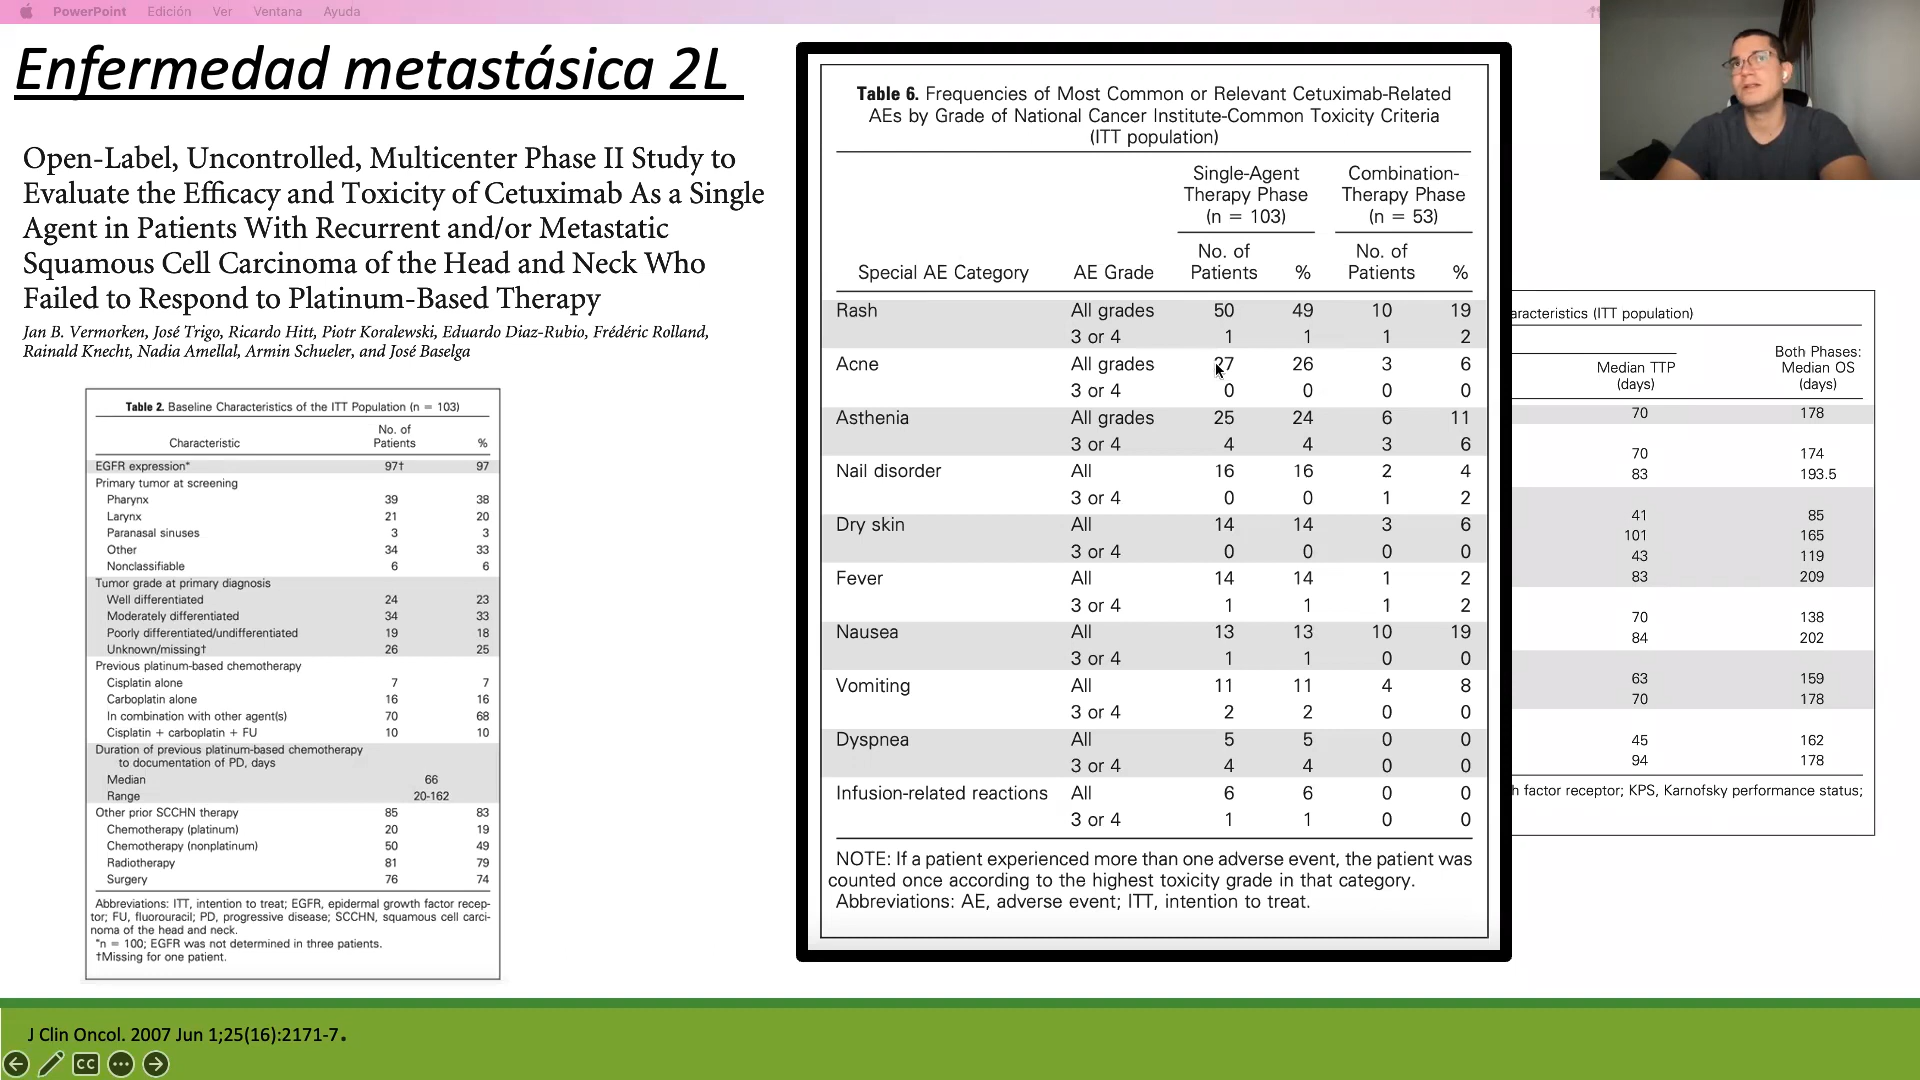 PowerPoint Edición Ver Ventana Ayuda
Enfermedad metastásica 2L
Open-Label, Uncontrolled, Multicenter Phase II Study to
Evaluate the Efficacy and Toxicity of Cetuximab As a Single
Agent in Patients With Recurrent and/or Metastatic
Squamous Cell Carcinoma of the Head and Neck Who
Failed to Respond to Platinum-Based Therapy
Jan B. Vermorken, José Trigo, Ricardo Hitt, Piotr Koralewski, Eduardo Diaz-Rubio, Frédéric Rolland,
Rainald Knecht, Nadia Amellal, Armin Schueler, and José Baselga
Table 2. Baseline Characteristics of the ITT Population (n = 103)
Characteristic No. of Patients %
EGFR expression* 97† 97
Primary tumor at screening
Pharynx 39 38
Larynx 21 20
Paranasal sinuses 3 3
Other 34 33
Nonclassifiable 6 6
Tumor grade at primary diagnosis
Well differentiated 24 23
Moderately differentiated 34 33
Poorly differentiated/undifferentiated 19 18
Unknown/missing† 26 25
Previous platinum-based chemotherapy
Cisplatin alone 7 7
Carboplatin alone 16 16
In combination with other agent(s) 70 68
Cisplatin + carboplatin + FU 10 10
Duration of previous platinum-based chemotherapy
to documentation of PD, days
Median 66
Range 20-162
Other prior SCCHN therapy 85 83
Chemotherapy (platinum) 20 19
Chemotherapy (nonplatinum) 50 49
Radiotherapy 81 79
Surgery 76 74
Abbreviations: ITT, intention to treat; EGFR, epidermal growth factor recep-
tor; FU, fluorouracil; PD, progressive disease; SCCHN, squamous cell carci-
noma of the head and neck.
*n = 100; EGFR was not determined in three patients.
†Missing for one patient.
Table 6. Frequencies of Most Common or Relevant Cetuximab-Related
AEs by Grade of National Cancer Institute-Common Toxicity Criteria
(ITT population)
Single-Agent Combination-
Therapy Phase Therapy Phase
(n = 103) (n = 53)
No. of No. of
Special AE Category AE Grade Patients % Patients %
Rash All grades 50 49 10 19
3 or 4 1 1 1 2
Acne All grades 27 26 3 6
3 or 4 0 0 0 0
Asthenia All grades 25 24 6 11
3 or 4 4 4 3 6
Nail disorder All 16 16 2 4
3 or 4 0 0 1 2
Dry skin All 14 14 3 6
3 or 4 0 0 0 0
Fever All 14 14 1 2
3 or 4 1 1 1 2
Nausea All 13 13 10 19
3 or 4 1 1 0 0
Vomiting All 11 11 4 8
3 or 4 2 2 0 0
Dyspnea All 5 5 0 0
3 or 4 4 4 0 0
Infusion-related reactions All 6 6 0 0
3 or 4 1 1 0 0
NOTE: If a patient experienced more than one adverse event, the patient was
counted once according to the highest toxicity grade in that category.
Abbreviations: AE, adverse event; ITT, intention to treat.
aracteristics (ITT population)
Both Phases:
Median TTP Median OS
(days) (days)
70 178
70 174
83 193.5
41 85
101 165
43 119
83 209
70 138
84 202
63 159
70 178
45 162
94 178
h factor receptor; KPS, Karnofsky performance status;
J Clin Oncol. 2007 Jun 1;25(16):2171-7.
CC